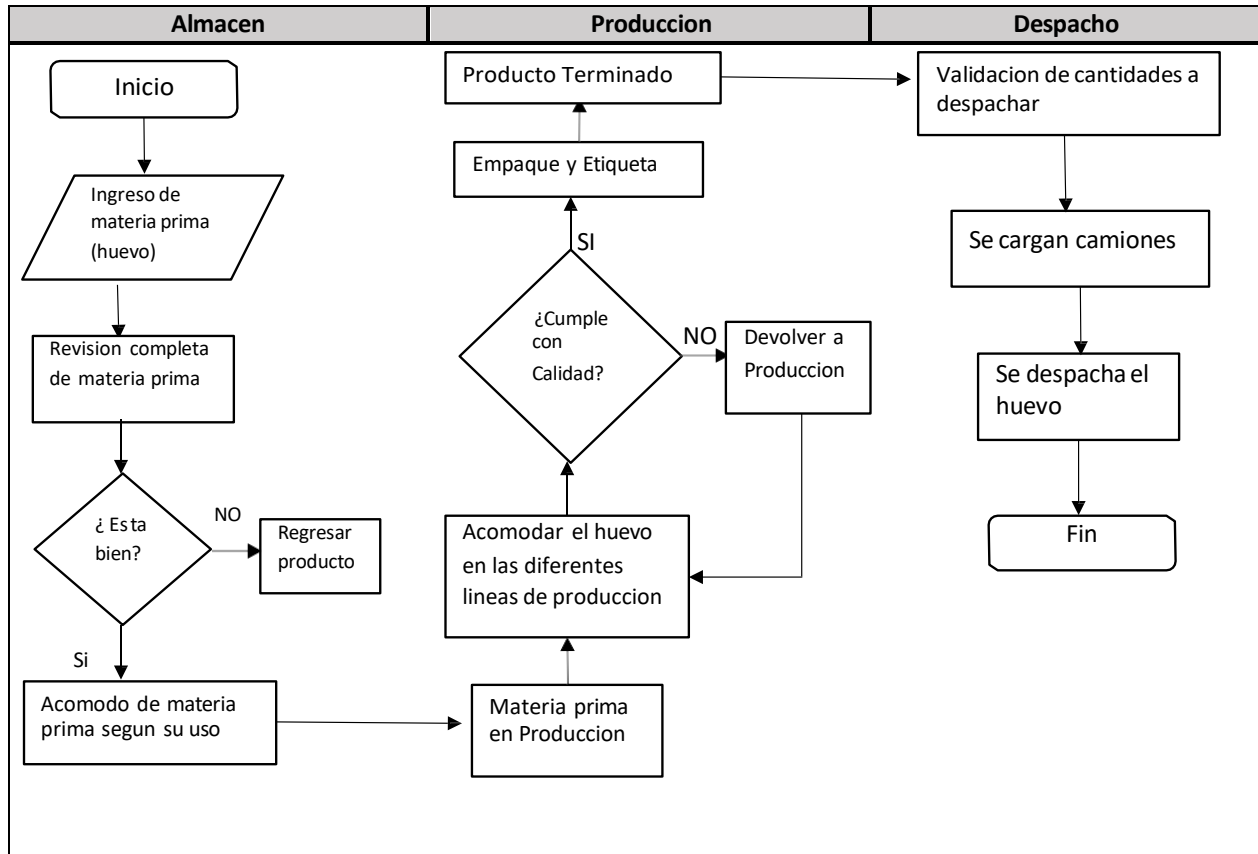 Almacen
Produccion
Despacho
Inicio
Ingreso de
materia prima
(huevo)
Revision completa
de materia prima
¿ Esta
bien?
NO
Regresar
producto
Si
Acomodo de materia
prima segun su uso
Producto Terminado
Empaque y Etiqueta
SI
¿Cumple
con
Calidad?
NO
Devolver a
Produccion
Acomodar el huevo
en las diferentes
lineas de produccion
Materia prima
en Produccion
Validacion de cantidades a
despachar
Se cargan camiones
Se despacha el
huevo
Fin